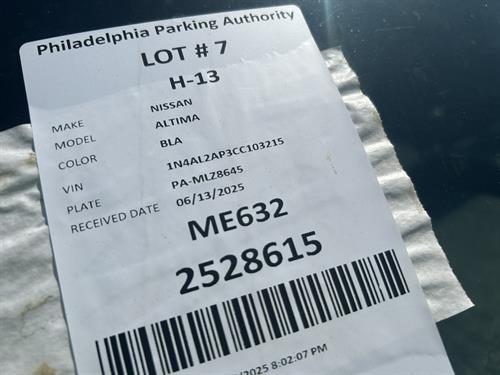 Philadelphia Parking Authority
LOT # 7
H-13
MAKE NISSAN
MODEL ALTIMA
COLOR BLA
VIN 1N4AL2AP3CC103215
PLATE PA-MLZ8645
RECEIVED DATE 06/13/2025
ME632
2528615
/2025 8:02:07 PM